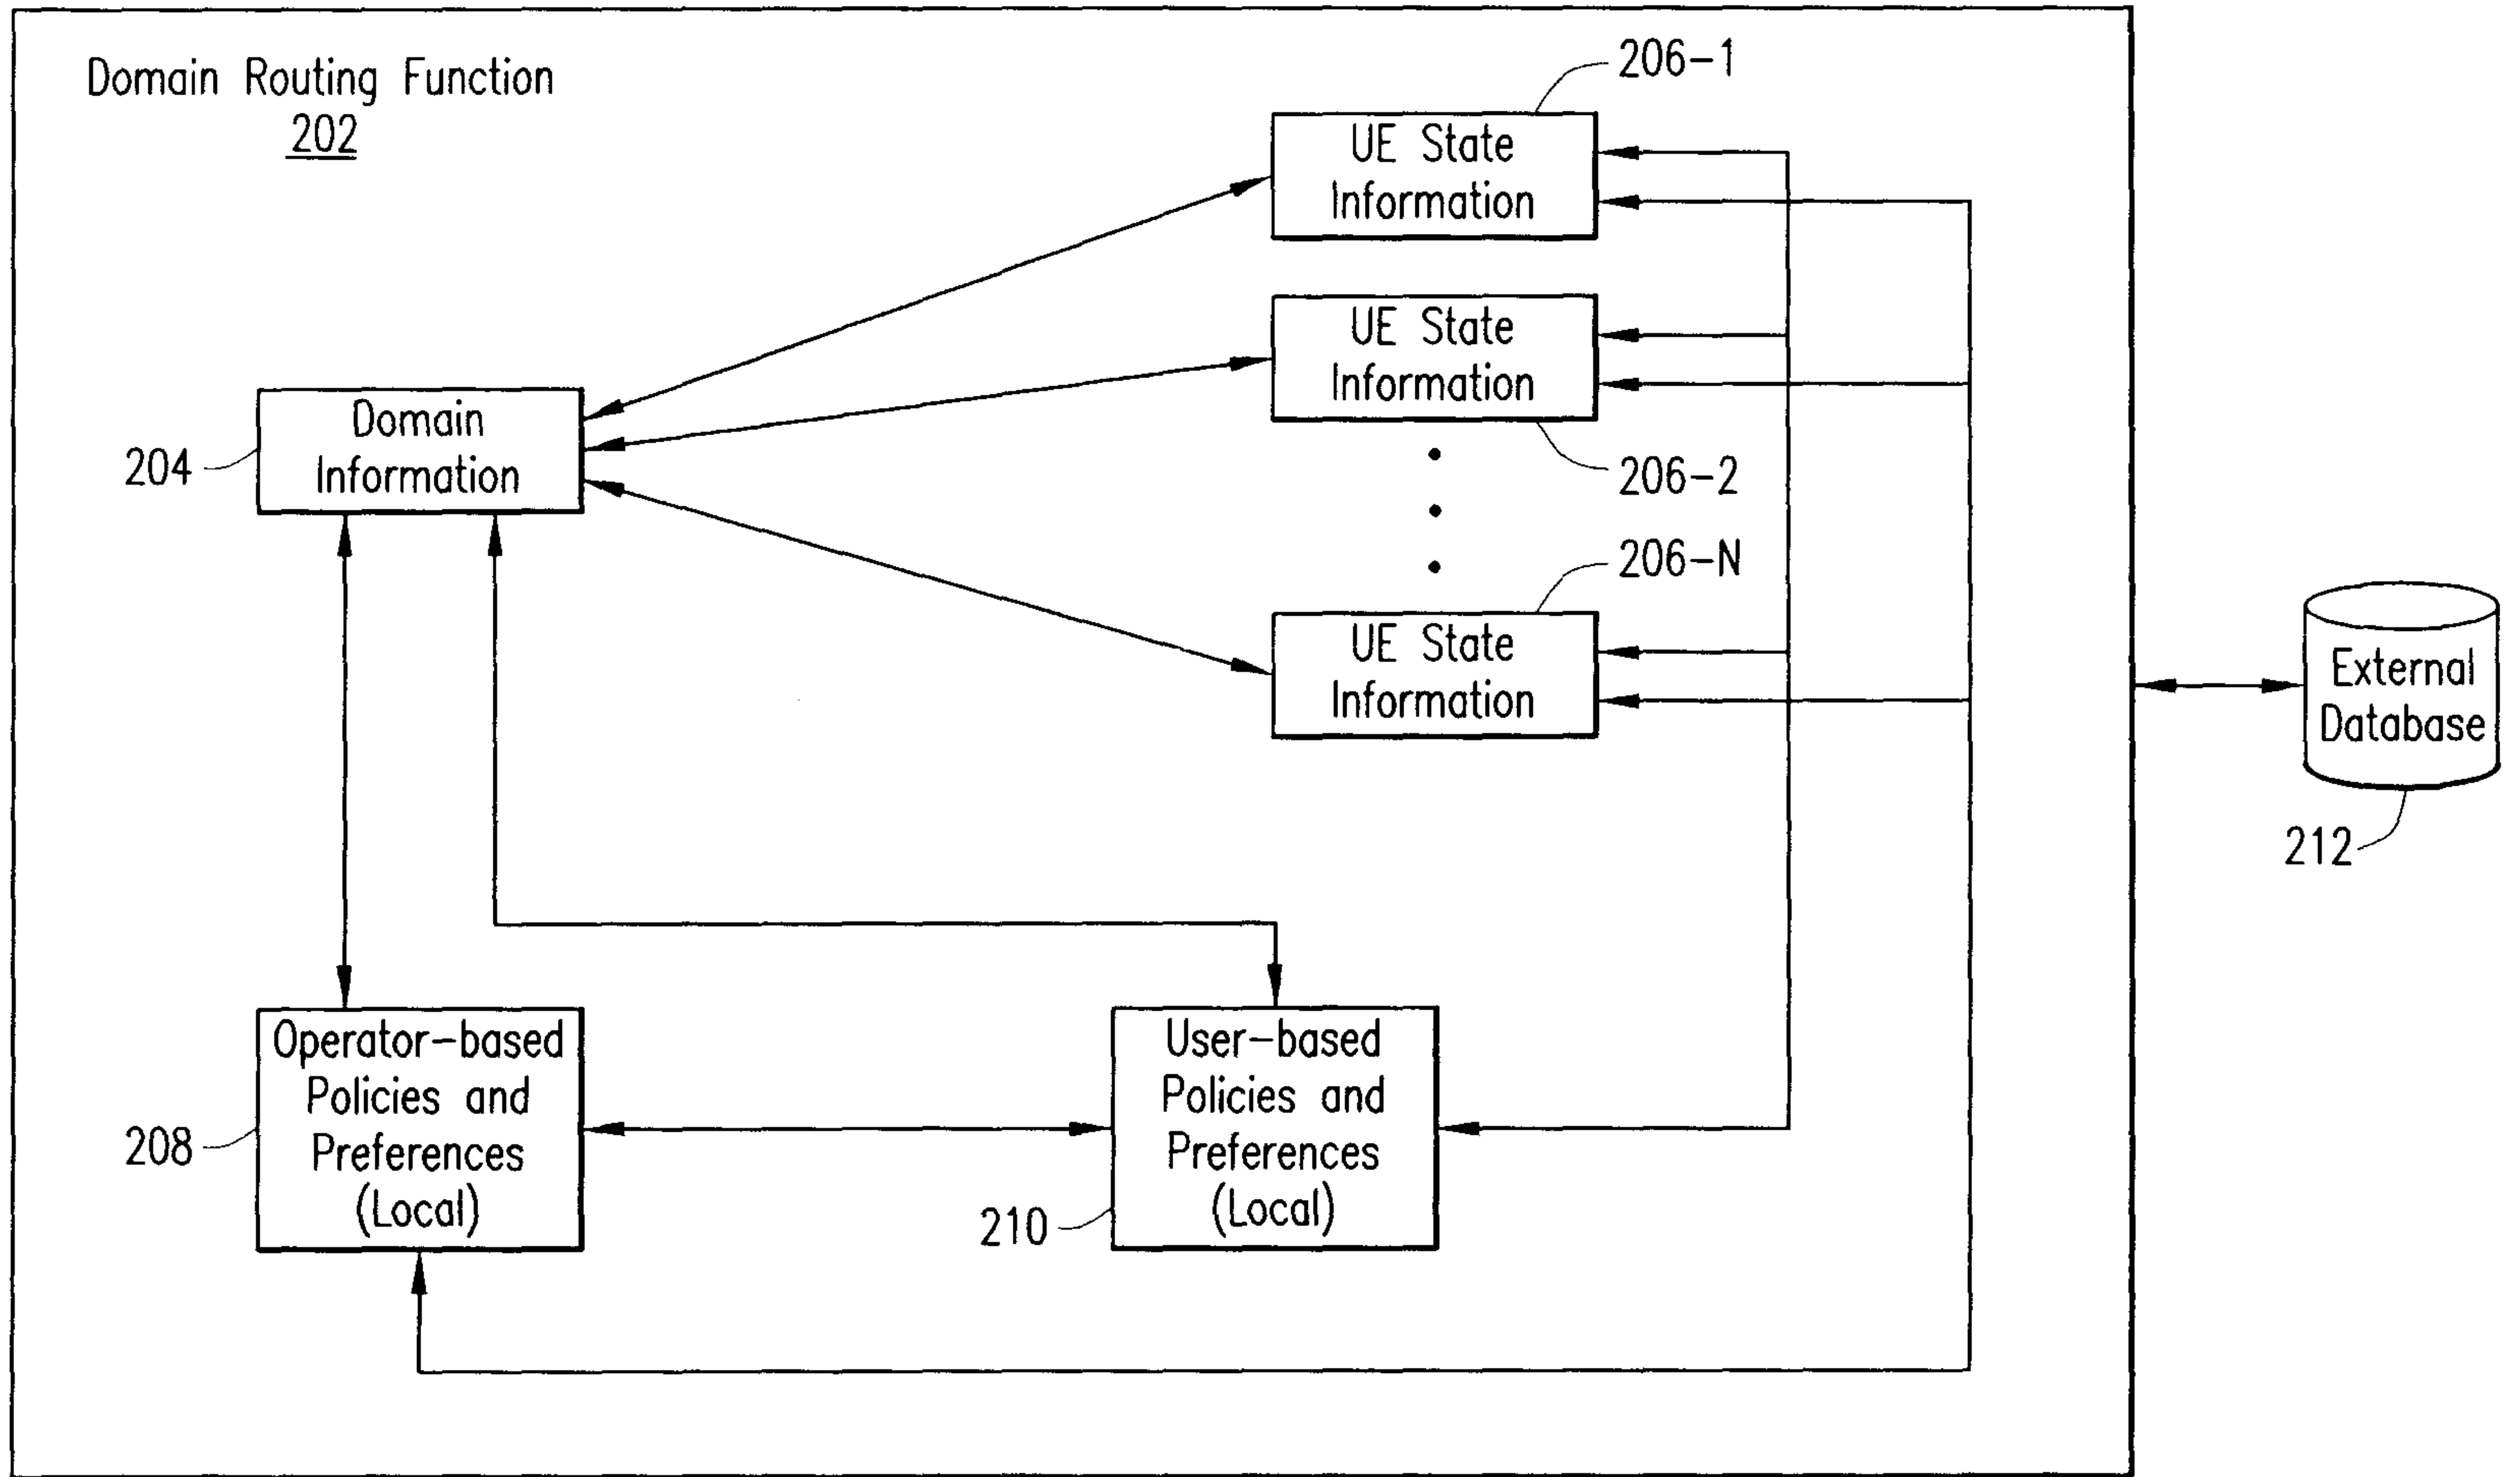 Domain Routing Function
202
206-1
UE State
Information
UE State
Information
206-2
206-N
UE State
Information
Domain
Information
204
External
Database
212
Operator-based
Policies and
Preferences
(Local)
208
User-based
Policies and
Preferences
(Local)
210